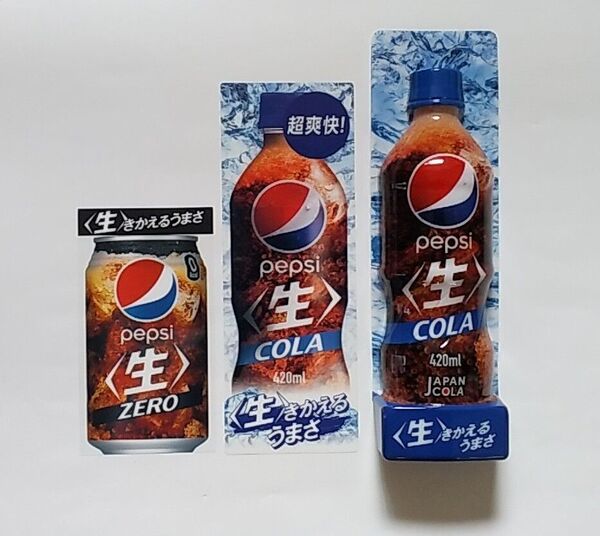 〈生〉きかえるうまさ
pepsi
〈生〉
ZERO
超爽快!
pepsi
〈生〉
COLA
420ml
〈生〉きかえる
うまさ
pepsi
〈生〉
COLA
420ml
JAPAN
COLA
〈生〉きかえる
うまさ